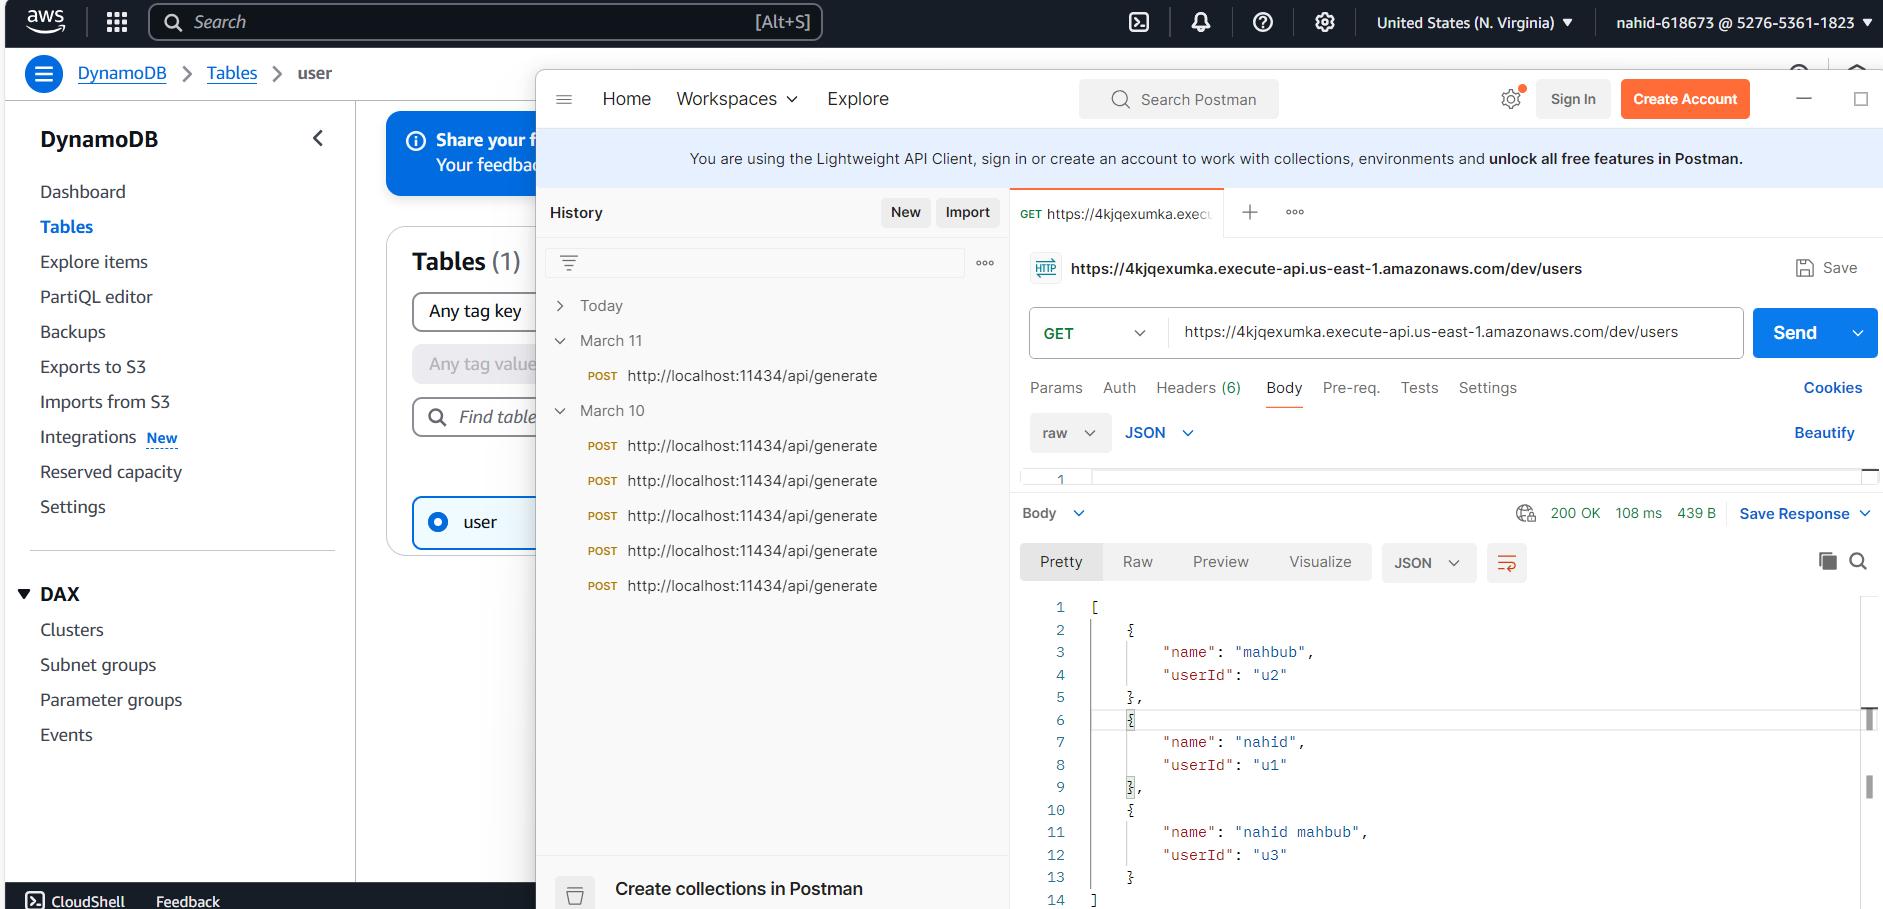 aws
Search [Alt+S]
United States (N. Virginia) ▼
nahid-618673 @ 5276-5361-1823 ▼
DynamoDB > Tables > user
DynamoDB
Dashboard
Tables
Explore items
PartiQL editor
Backups
Exports to S3
Imports from S3
Integrations New
Reserved capacity
Settings
DAX
Clusters
Subnet groups
Parameter groups
Events
CloudShell Feedback
Share your f
Your feedba
Tables (1)
Any tag key
Any tag value
Find table
user
Home Workspaces Explore
Search Postman
Sign In
Create Account
You are using the Lightweight API Client, sign in or create an account to work with collections, environments and unlock all free features in Postman.
History
New
Import
Today
March 11
POST http://localhost:11434/api/generate
March 10
POST http://localhost:11434/api/generate
POST http://localhost:11434/api/generate
POST http://localhost:11434/api/generate
POST http://localhost:11434/api/generate
POST http://localhost:11434/api/generate
Create collections in Postman
GET https://4kjqexumka.exec
HTTP https://4kjqexumka.execute-api.us-east-1.amazonaws.com/dev/users
Save
GET https://4kjqexumka.execute-api.us-east-1.amazonaws.com/dev/users
Send
Params Auth Headers (6) Body Pre-req. Tests Settings Cookies
raw JSON Beautify
1
Body 200 OK 108 ms 439 B Save Response
Pretty Raw Preview Visualize JSON
1 [
2 {
3 "name": "mahbub",
4 "userId": "u2"
5 },
6 {
7 "name": "nahid",
8 "userId": "u1"
9 },
10 {
11 "name": "nahid mahbub",
12 "userId": "u3"
13 }
14 ]